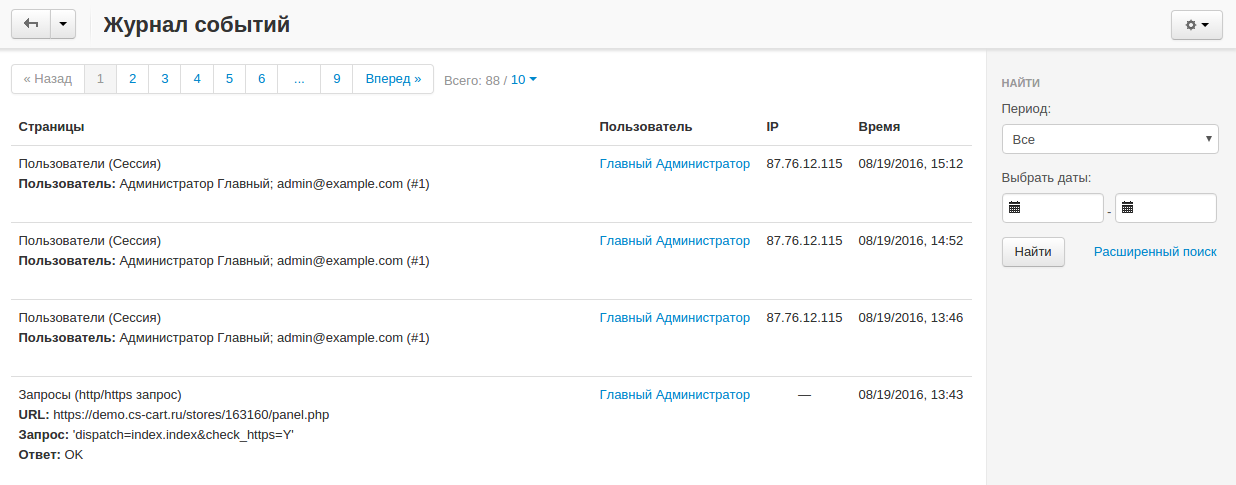 Журнал событий
« Назад 1 2 3 4 5 6 ... 9 Вперед » Всего: 88 / 10
Страницы Пользователь IP Время
Пользователи (Сессия) Главный Администратор 87.76.12.115 08/19/2016, 15:12
Пользователь: Администратор Главный; admin@example.com (#1)
Пользователи (Сессия) Главный Администратор 87.76.12.115 08/19/2016, 14:52
Пользователь: Администратор Главный; admin@example.com (#1)
Пользователи (Сессия) Главный Администратор 87.76.12.115 08/19/2016, 13:46
Пользователь: Администратор Главный; admin@example.com (#1)
Запросы (http/https запрос) Главный Администратор — 08/19/2016, 13:43
URL: https://demo.cs-cart.ru/stores/163160/panel.php
Запрос: 'dispatch=index.index&check_https=Y'
Ответ: OK
НАЙТИ
Период:
Все
Выбрать даты:
-
Найти Расширенный поиск